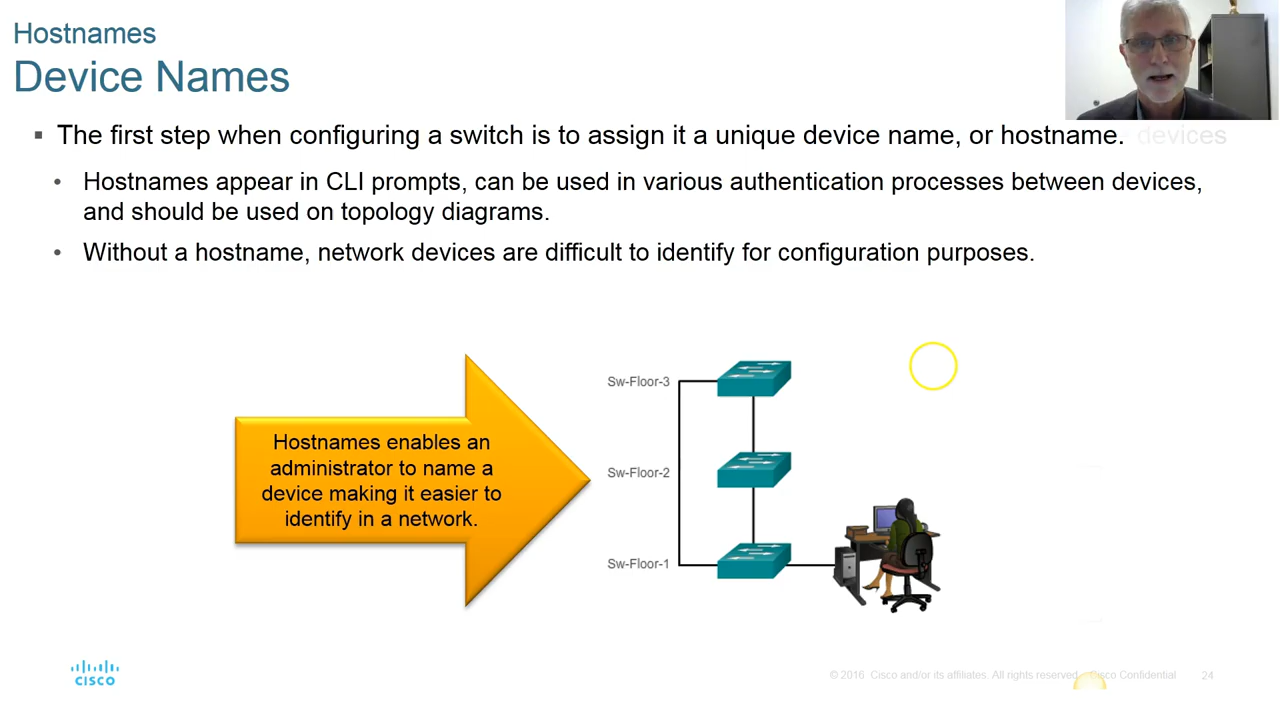 Hostnames
Device Names
▪ The first step when configuring a switch is to assign it a unique device name, or hostname. devices
• Hostnames appear in CLI prompts, can be used in various authentication processes between devices,
and should be used on topology diagrams.
• Without a hostname, network devices are difficult to identify for configuration purposes.
Hostnames enables an
administrator to name a
device making it easier to
identify in a network.
Sw-Floor-3
Sw-Floor-2
Sw-Floor-1
CISCO
© 2016 Cisco and/or its affiliates. All rights reserved. Cisco Confidential 24